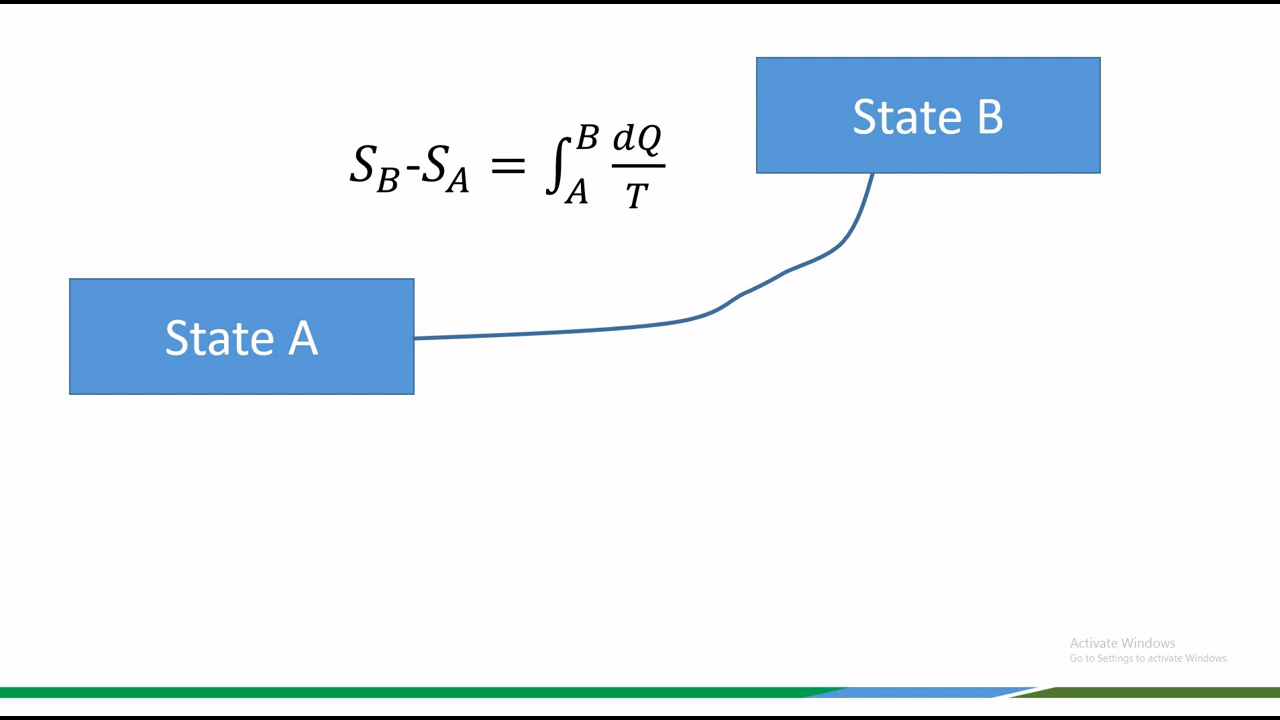 State B
S_B-S_A = ∫_A^B dQ/T
State A
Activate Windows
Go to Settings to activate Windows.